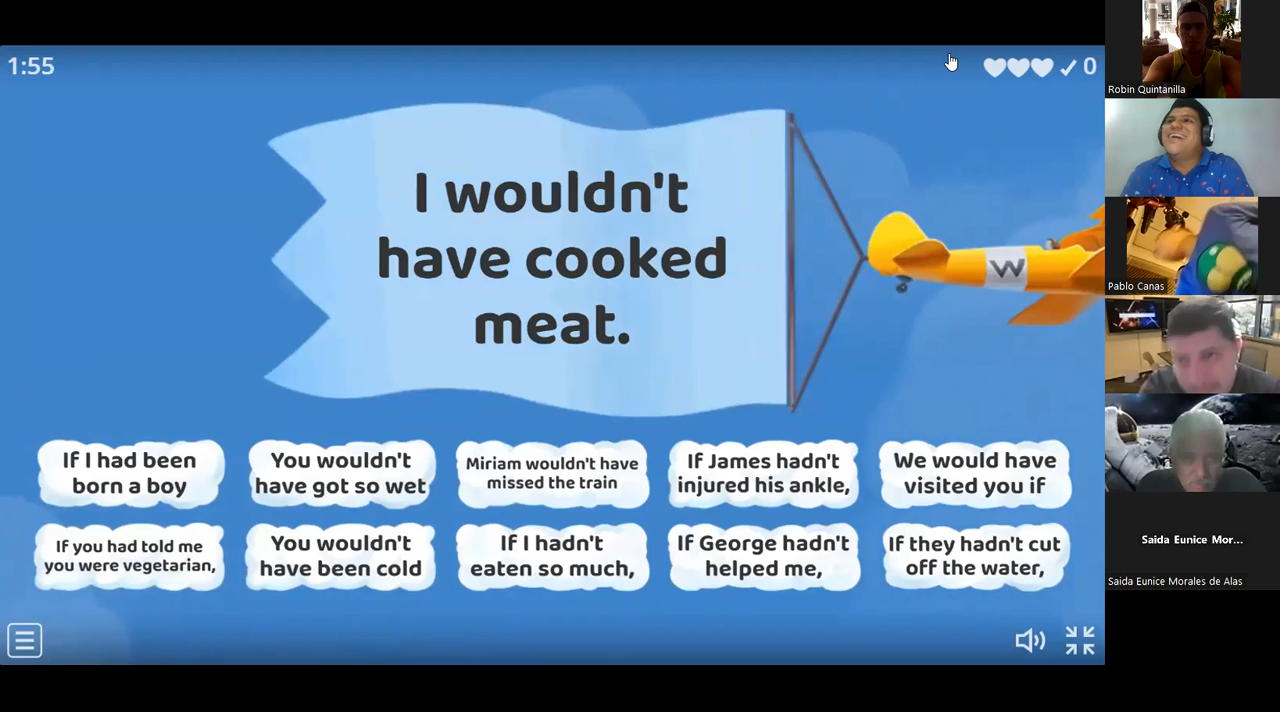 1:55
✓ 0
I wouldn't
have cooked
meat.
W
If I had been
born a boy
You wouldn't
have got so wet
Miriam wouldn't have
missed the train
If James hadn't
injured his ankle,
We would have
visited you if
If you had told me
you were vegetarian,
You wouldn't
have been cold
If I hadn't
eaten so much,
If George hadn't
helped me,
If they hadn't cut
off the water,
Robin Quintanilla
Pablo Canas
Saida Eunice Mor...
Saida Eunice Morales de Alas